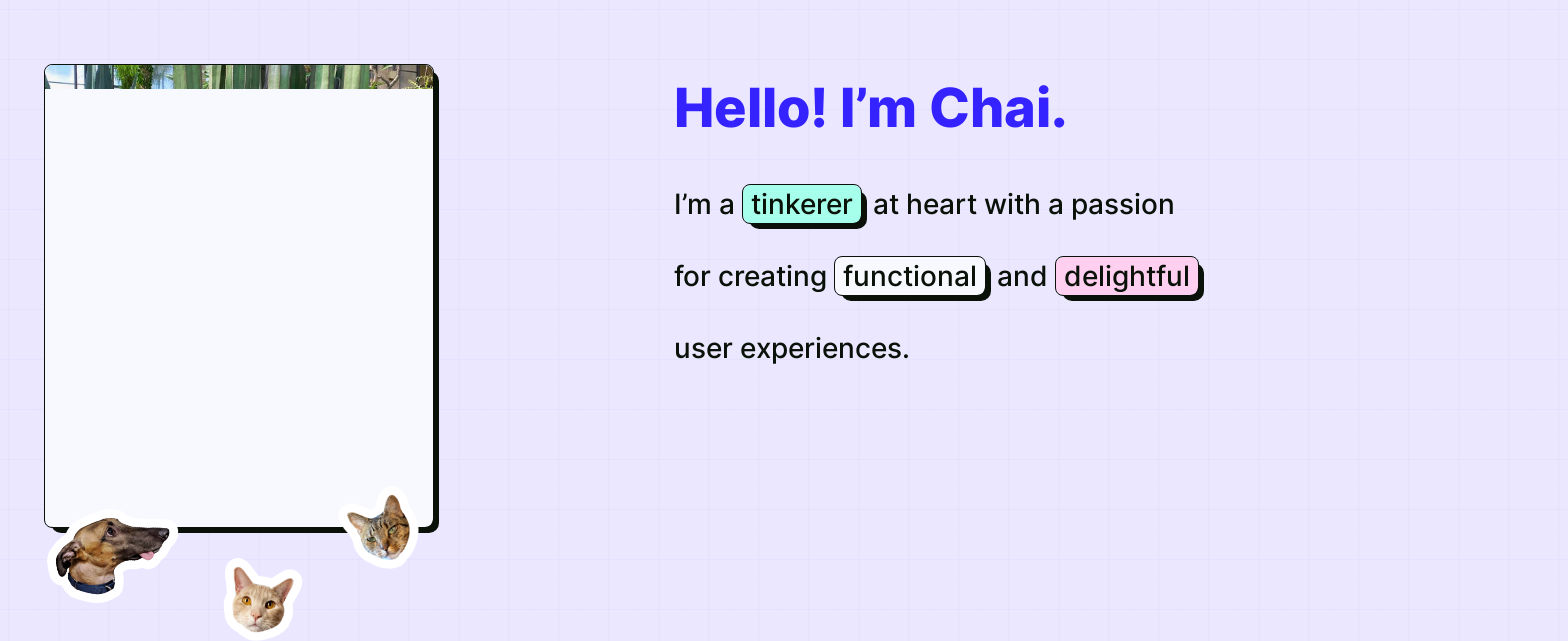 Hello! I’m Chai.
I’m a tinkerer at heart with a passion
for creating functional and delightful
user experiences.